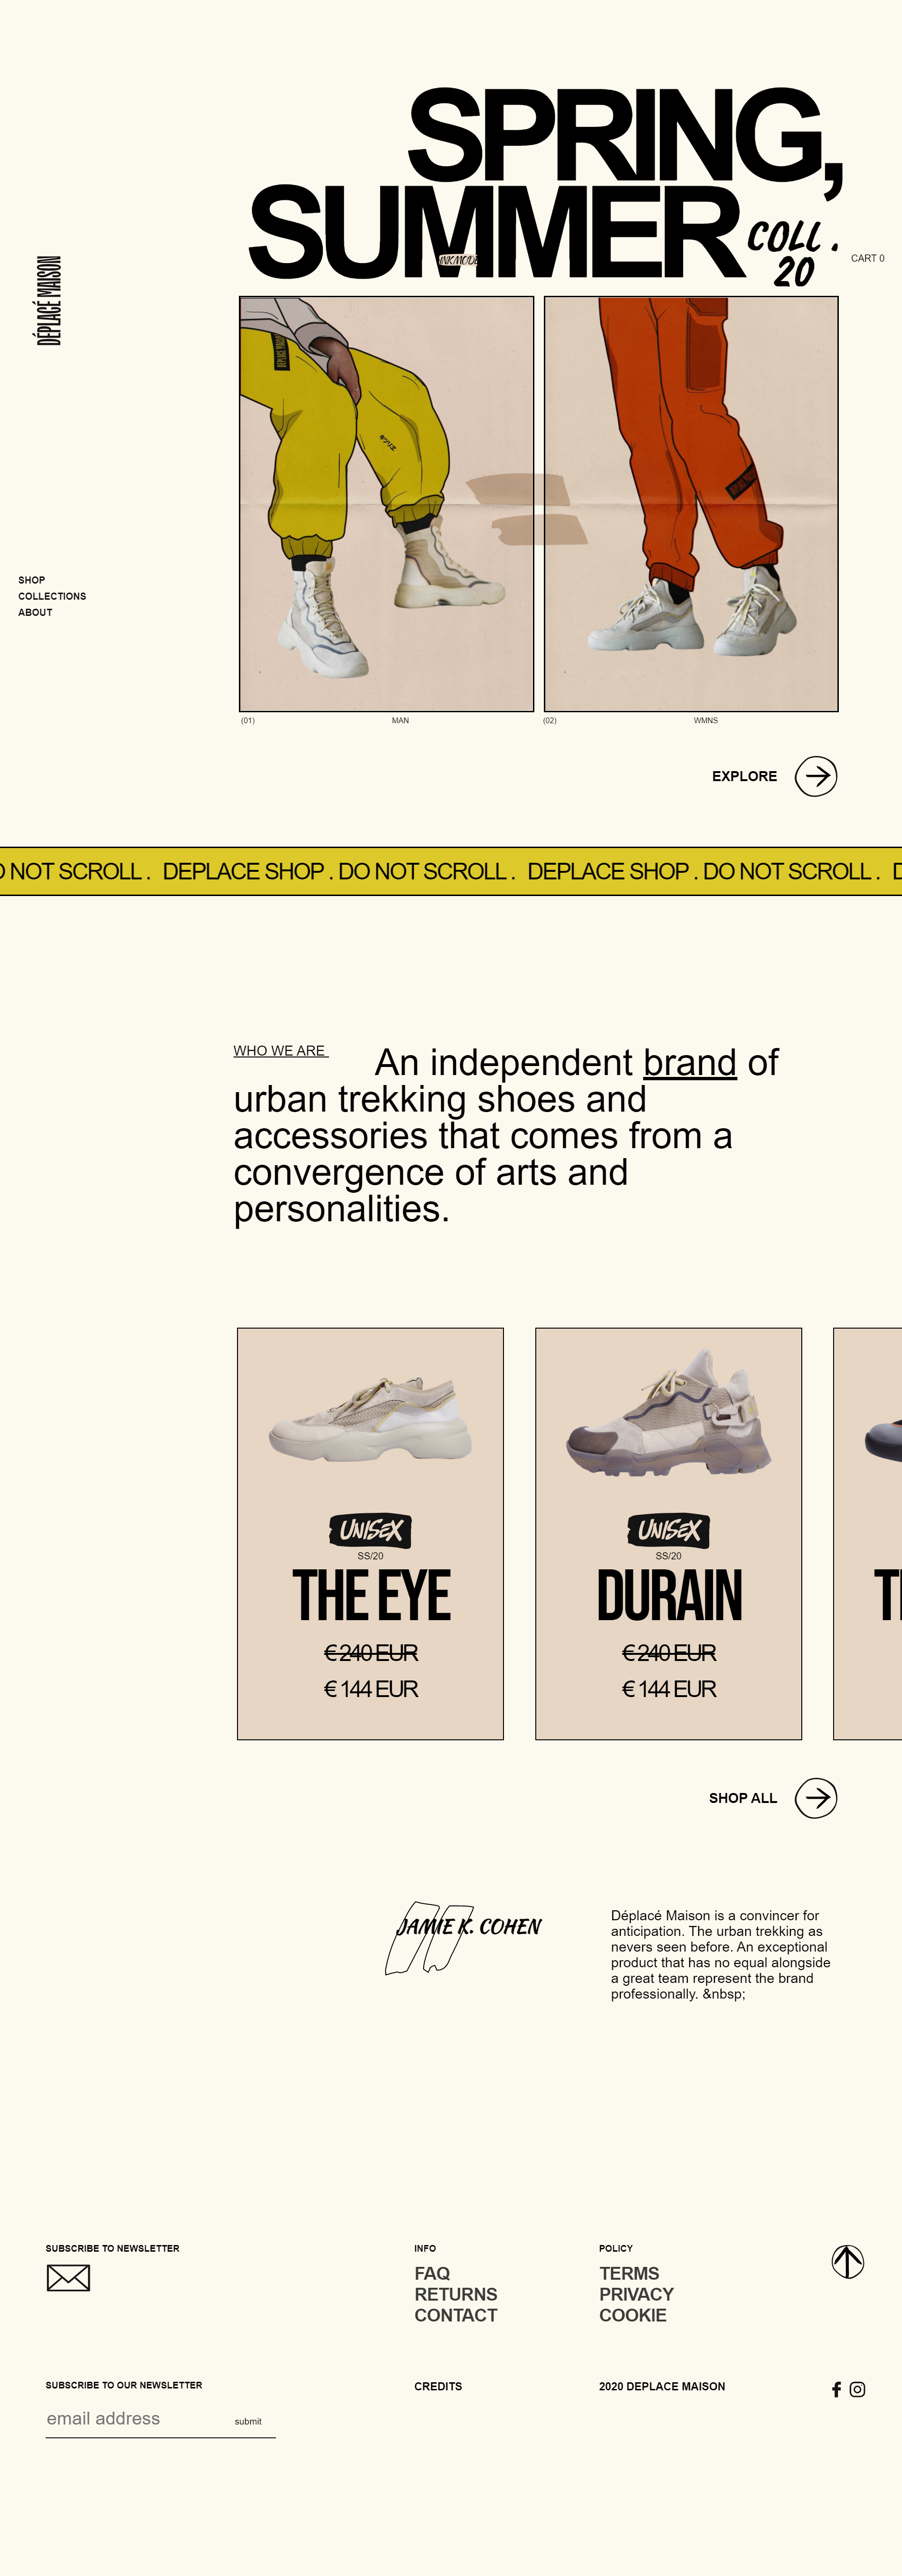 SPRING,
SUMMER
COLL .
20
INKMODE
CART 0
DÉPLACÉ MAISON
SHOP
COLLECTIONS
ABOUT
(01) MAN
(02) WMNS
EXPLORE
NOT SCROLL . DEPLACE SHOP . DO NOT SCROLL . DEPLACE SHOP . DO NOT SCROLL .
WHO WE ARE
An independent brand of
urban trekking shoes and
accessories that comes from a
convergence of arts and
personalities.
UNISEX
SS/20
THE EYE
€ 240 EUR
€ 144 EUR
UNISEX
SS/20
DURAIN
€ 240 EUR
€ 144 EUR
SHOP ALL
JAMIE K. COHEN
Déplacé Maison is a convincer for
anticipation. The urban trekking as
nevers seen before. An exceptional
product that has no equal alongside
a great team represent the brand
professionally. &nbsp;
SUBSCRIBE TO NEWSLETTER
INFO
FAQ
RETURNS
CONTACT
POLICY
TERMS
PRIVACY
COOKIE
SUBSCRIBE TO OUR NEWSLETTER
email address submit
CREDITS
2020 DEPLACE MAISON